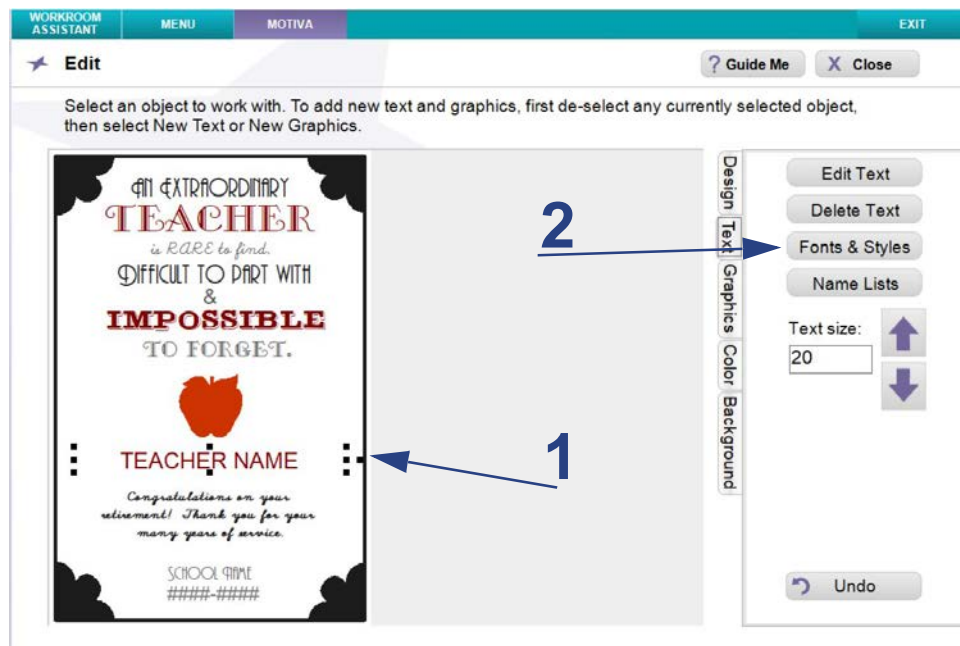 WORKROOM ASSISTANT
MENU
MOTIVA
EXIT
Edit
? Guide Me
X Close
Select an object to work with. To add new text and graphics, first de-select any currently selected object,
then select New Text or New Graphics.
AN EXTRAORDINARY
TEACHER
is RARE to find.
DIFFICULT TO PART WITH
&
IMPOSSIBLE
TO FORGET.
TEACHER NAME
Congratulations on your
retirement! Thank you for your
many years of service.
SCHOOL NAME
####-####
1
2
Design
Text
Graphics
Color
Background
Edit Text
Delete Text
Fonts & Styles
Name Lists
Text size:
20
Undo